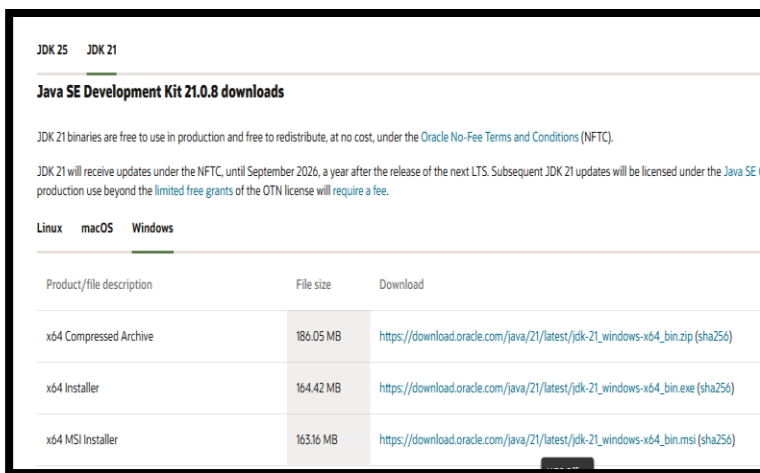 JDK 25 JDK 21
Java SE Development Kit 21.0.8 downloads
JDK 21 binaries are free to use in production and free to redistribute, at no cost, under the Oracle No-Fee Terms and Conditions (NFTC).
JDK 21 will receive updates under the NFTC, until September 2026, a year after the release of the next LTS. Subsequent JDK 21 updates will be licensed under the Java SE
production use beyond the limited free grants of the OTN license will require a fee.
Linux macOS Windows
Product/file description File size Download
x64 Compressed Archive 186.05 MB https://download.oracle.com/java/21/latest/jdk-21_windows-x64_bin.zip (sha256)
x64 Installer 164.42 MB https://download.oracle.com/java/21/latest/jdk-21_windows-x64_bin.exe (sha256)
x64 MSI Installer 163.16 MB https://download.oracle.com/java/21/latest/jdk-21_windows-x64_bin.msi (sha256)